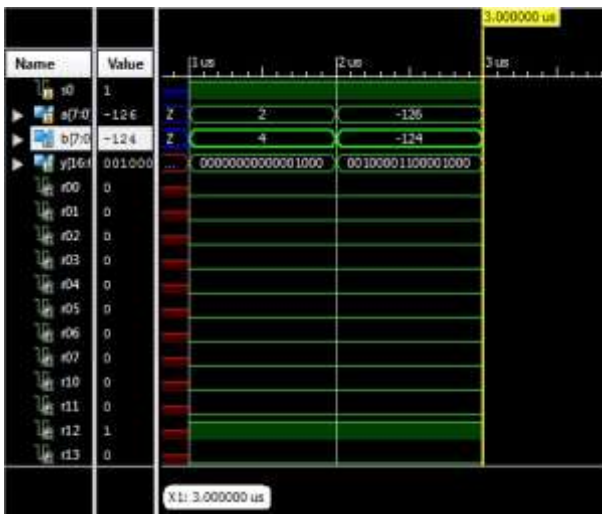 3.000000 us
Name Value 1 us 2 us 3 us
s0 1
a[7:0] -126 Z 2 -126
b[7:0 -124 Z 4 -124
y[16: 001000 ... 00000000000001000 00100001100001000
r00 0
r01 0
r02 0
r03 0
r04 0
r05 0
r06 0
r07 0
r10 0
r11 0
r12 1
r13 0
X1: 3.000000 us